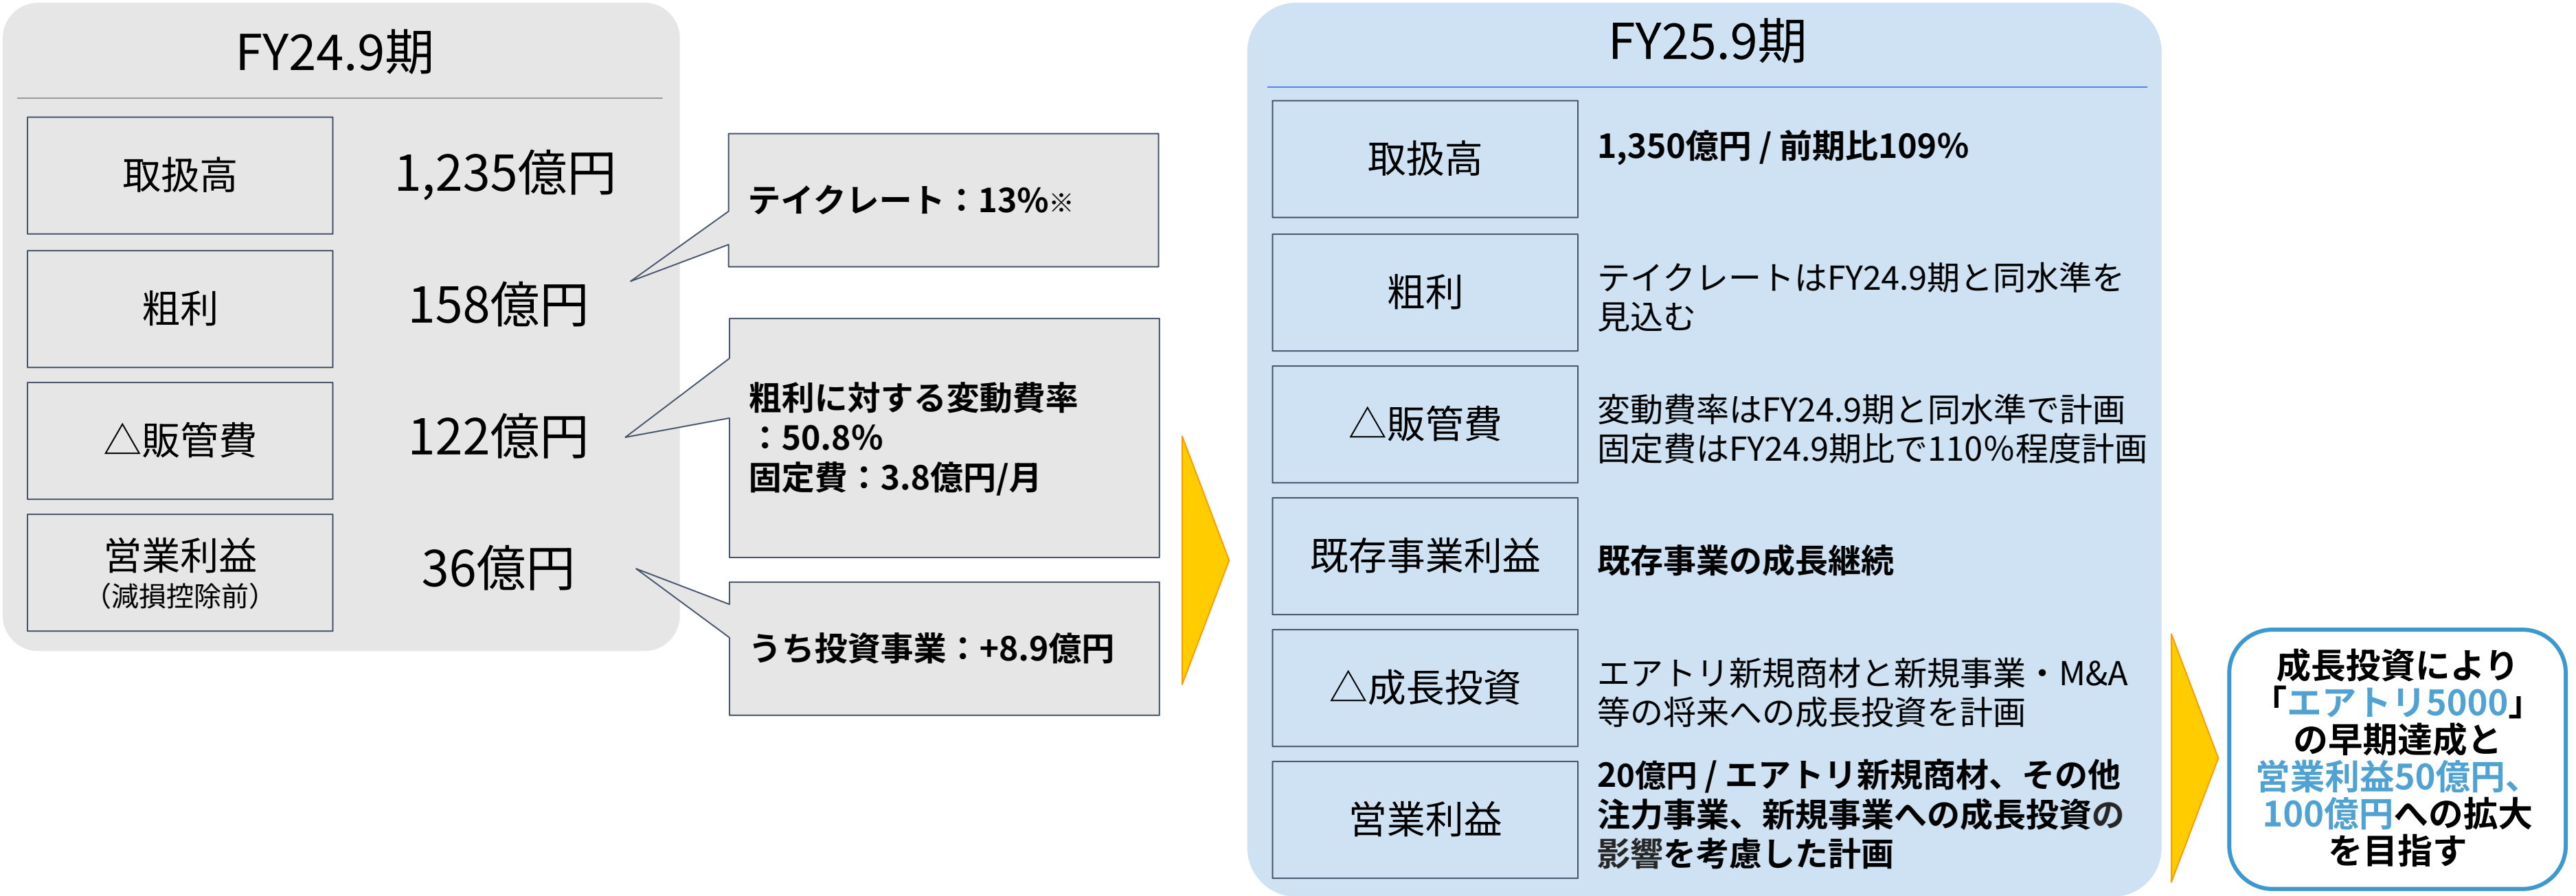 FY24.9期
取扱高
1,235億円
粗利
158億円
△販管費
122億円
営業利益
（減損控除前）
36億円
テイクレート：13%※
粗利に対する変動費率
：50.8%
固定費：3.8億円/月
うち投資事業：+8.9億円
FY25.9期
取扱高
1,350億円 / 前期比109%
粗利
テイクレートはFY24.9期と同水準を
見込む
△販管費
変動費率はFY24.9期と同水準で計画
固定費はFY24.9期比で110%程度計画
既存事業利益
既存事業の成長継続
△成長投資
エアトリ新規商材と新規事業・M&A
等の将来への成長投資を計画
営業利益
20億円 / エアトリ新規商材、その他
注力事業、新規事業への成長投資の
影響を考慮した計画
成長投資により
「エアトリ5000」
の早期達成と
営業利益50億円、
100億円への拡大
を目指す